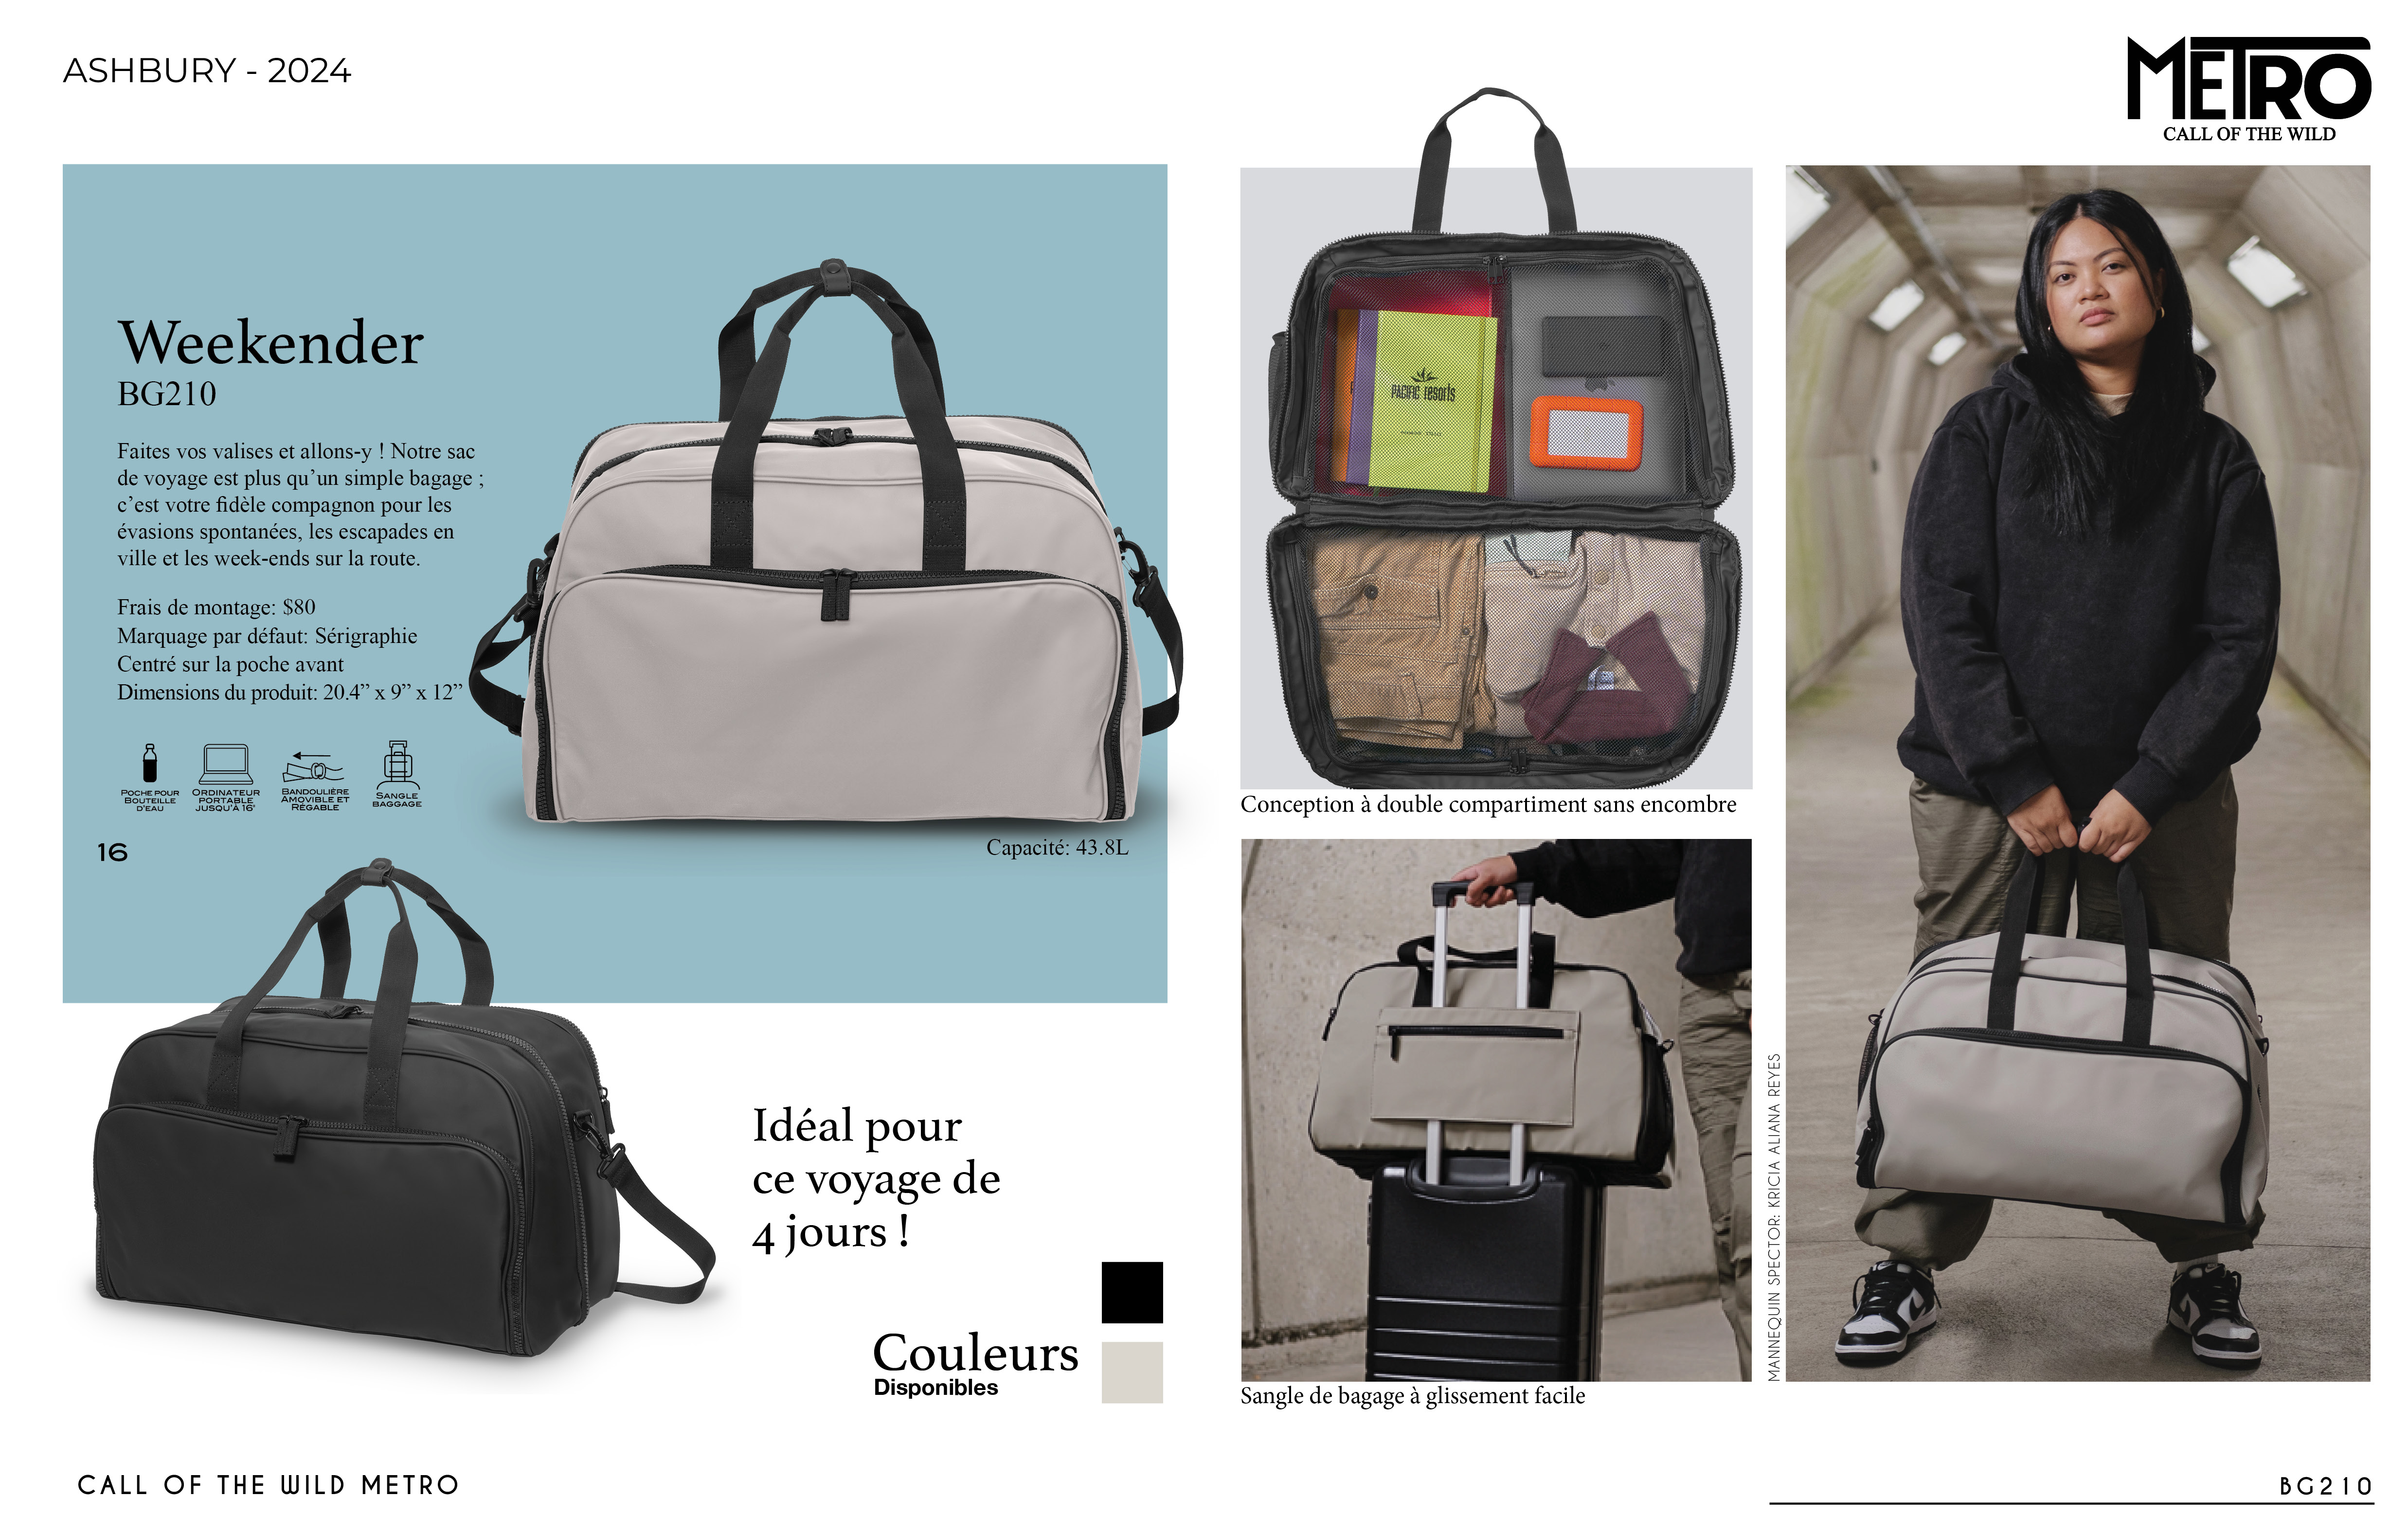 ASHBURY - 2024
METRO
CALL OF THE WILD
Weekender
BG210
Faites vos valises et allons-y ! Notre sac
de voyage est plus qu’un simple bagage ;
c’est votre fidèle compagnon pour les
évasions spontanées, les escapades en
ville et les week-ends sur la route.
Frais de montage: $80
Marquage par défaut: Sérigraphie
Centré sur la poche avant
Dimensions du produit: 20.4” x 9” x 12”
POCHE POUR
BOUTEILLE
D'EAU
ORDINATEUR
PORTABLE
JUSQU'À 16"
BANDOULIÈRE
AMOVIBLE ET
RÉGABLE
SANGLE
BAGGAGE
16
Capacité: 43.8L
Idéal pour
ce voyage de
4 jours !
Couleurs
Disponibles
PACIFIC resorts
Conception à double compartiment sans encombre
Sangle de bagage à glissement facile
MANNEQUIN SPECTOR: KRICIA ALIANA REYES
CALL OF THE WILD METRO
BG210